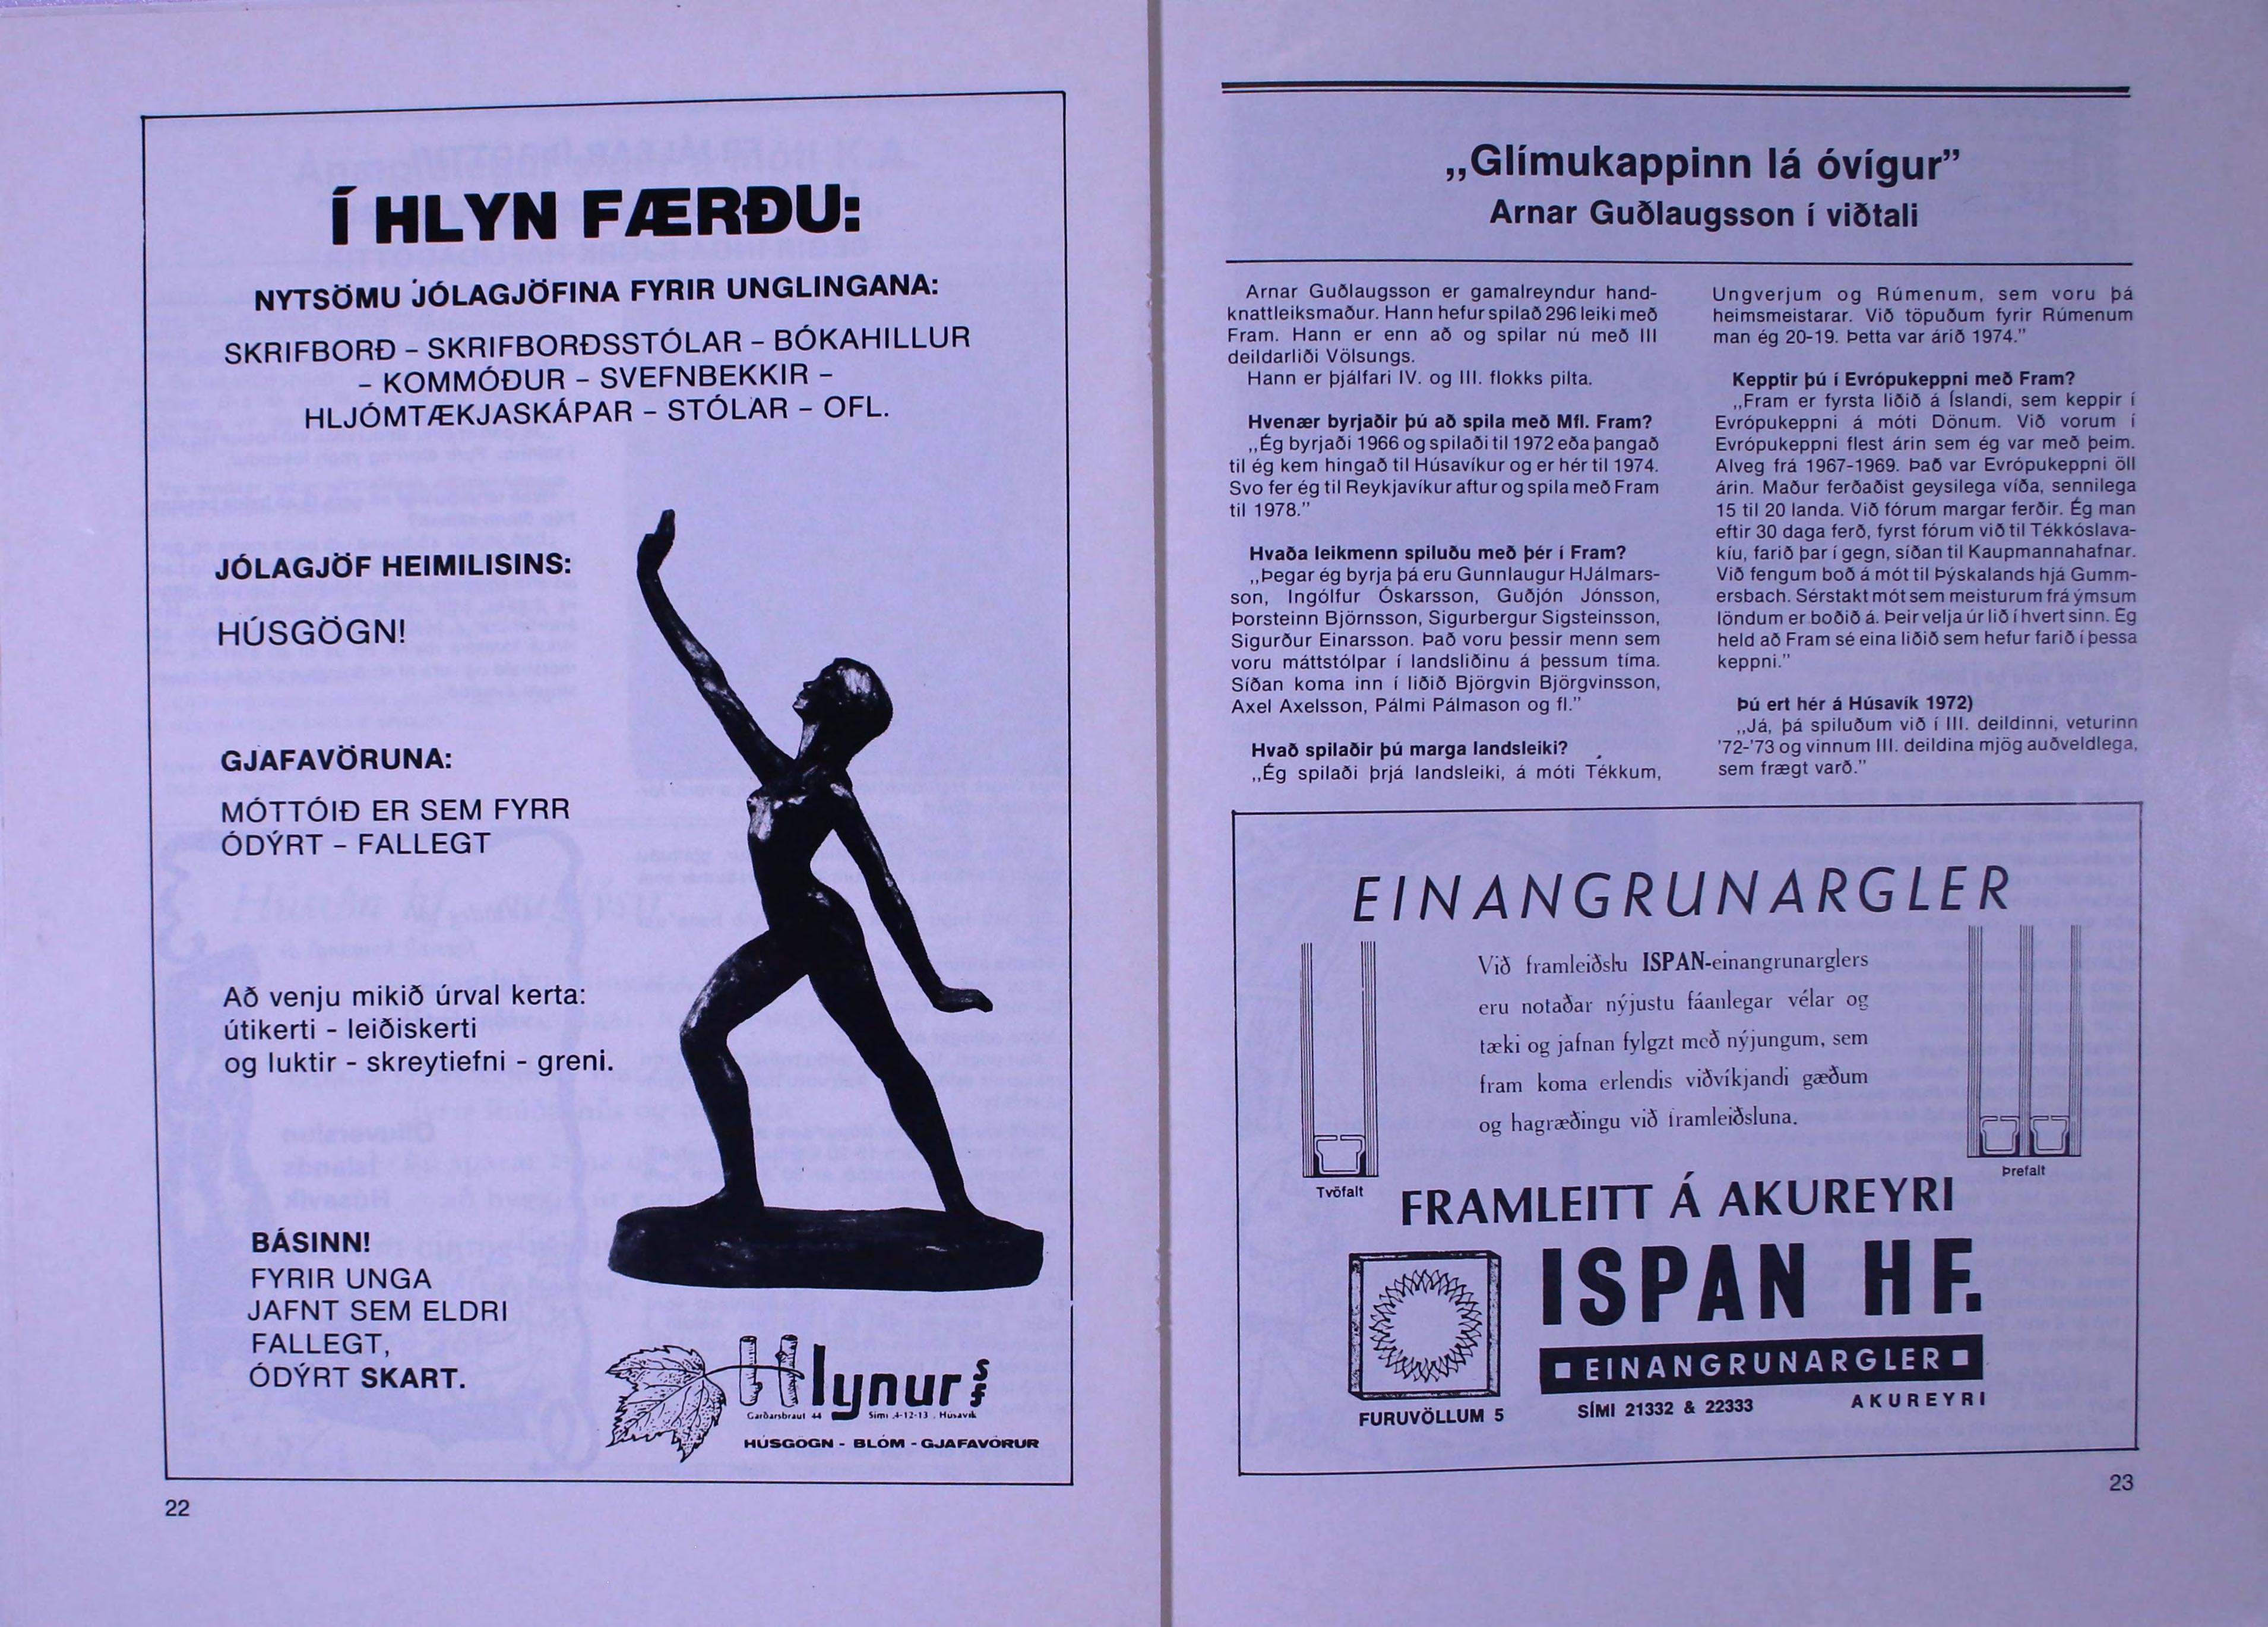 Í HLYN FÆRÐU:
NYTSÖMU JÓLAGJÖFINA FYRIR UNGLINGANA:
SKRIFBORÐ – SKRIFBORÐSSTÓLAR – BÓKAHILLUR
– KOMMÓÐUR – SVEFNBEKKIR –
HLJÓMTÆKJASKÁPAR – STÓLAR – OFL.
JÓLAGJÖF HEIMILISINS:
HÚSGÖGN!
GJAFAVÖRUNA:
MÓTTÓIÐ ER SEM FYRR
ÓDÝRT – FALLEGT
Að venju mikið úrval kerta:
útikerti - leiðiskerti
og luktir - skreytiefni - greni.
BÁSINN!
FYRIR UNGA
JAFNT SEM ELDRI
FALLEGT,
ÓDÝRT SKART.
Hlynur sf
Garðarsbraut 44 Sími 4-12-13 . Húsavík
HÚSGÖGN - BLÓM - GJAFAVÖRUR
22
„Glímukappinn lá óvígur”
Arnar Guðlaugsson í viðtali
Arnar Guðlaugsson er gamalreyndur hand-
knattleiksmaður. Hann hefur spilað 296 leiki með
Fram. Hann er enn að og spilar nú með III
deildarliði Völsungs.
Hann er þjálfari IV. og III. flokks pilta.
Hvenær byrjaðir þú að spila með Mfl. Fram?
„Ég byrjaði 1966 og spilaði til 1972 eða þangað
til ég kem hingað til Húsavíkur og er hér til 1974.
Svo fer ég til Reykjavíkur aftur og spila með Fram
til 1978.”
Hvaða leikmenn spiluðu með þér í Fram?
„Þegar ég byrja þá eru Gunnlaugur HJálmars-
son, Ingólfur Óskarsson, Guðjón Jónsson,
Þorsteinn Björnsson, Sigurbergur Sigsteinsson,
Sigurður Einarsson. Það voru þessir menn sem
voru máttstólpar í landsliðinu á þessum tíma.
Síðan koma inn í liðið Björgvin Björgvinsson,
Axel Axelsson, Pálmi Pálmason og fl.”
Hvað spilaðir þú marga landsleiki?
„Ég spilaði þrjá landsleiki, á móti Tékkum,
Ungverjum og Rúmenum, sem voru þá
heimsmeistarar. Við töpuðum fyrir Rúmenum
man ég 20-19. Þetta var árið 1974.”
Kepptir þú í Evrópukeppni með Fram?
„Fram er fyrsta liðið á Íslandi, sem keppir í
Evrópukeppni á móti Dönum. Við vorum í
Evrópukeppni flest árin sem ég var með þeim.
Alveg frá 1967-1969. Það var Evrópukeppni öll
árin. Maður ferðaðist geysilega víða, sennilega
15 til 20 landa. Við fórum margar ferðir. Ég man
eftir 30 daga ferð, fyrst fórum við til Tékkóslava-
kíu, farið þar í gegn, síðan til Kaupmannahafnar.
Við fengum boð á mót til Þýskalands hjá Gumm-
ersbach. Sérstakt mót sem meisturum frá ýmsum
löndum er boðið á. Þeir velja úr lið í hvert sinn. Ég
held að Fram sé eina liðið sem hefur farið í þessa
keppni.”
Þú ert hér á Húsavík 1972)
„Já, þá spiluðum við í III. deildinni, veturinn
'72-'73 og vinnum III. deildina mjög auðveldlega,
sem frægt varð.”
EINANGRUNARGLER
Við framleiðslu ISPAN-einangrunarglers
eru notaðar nýjustu fáanlegar vélar og
tæki og jafnan fylgzt með nýjungum, sem
fram koma erlendis viðvíkjandi gæðum
og hagræðingu við framleiðsluna.
Tvöfalt
Þrefalt
FRAMLEITT Á AKUREYRI
ISPAN HF.
EINANGRUNARGLER
FURUVÖLLUM 5
SÍMI 21332 & 22333
AKUREYRI
23